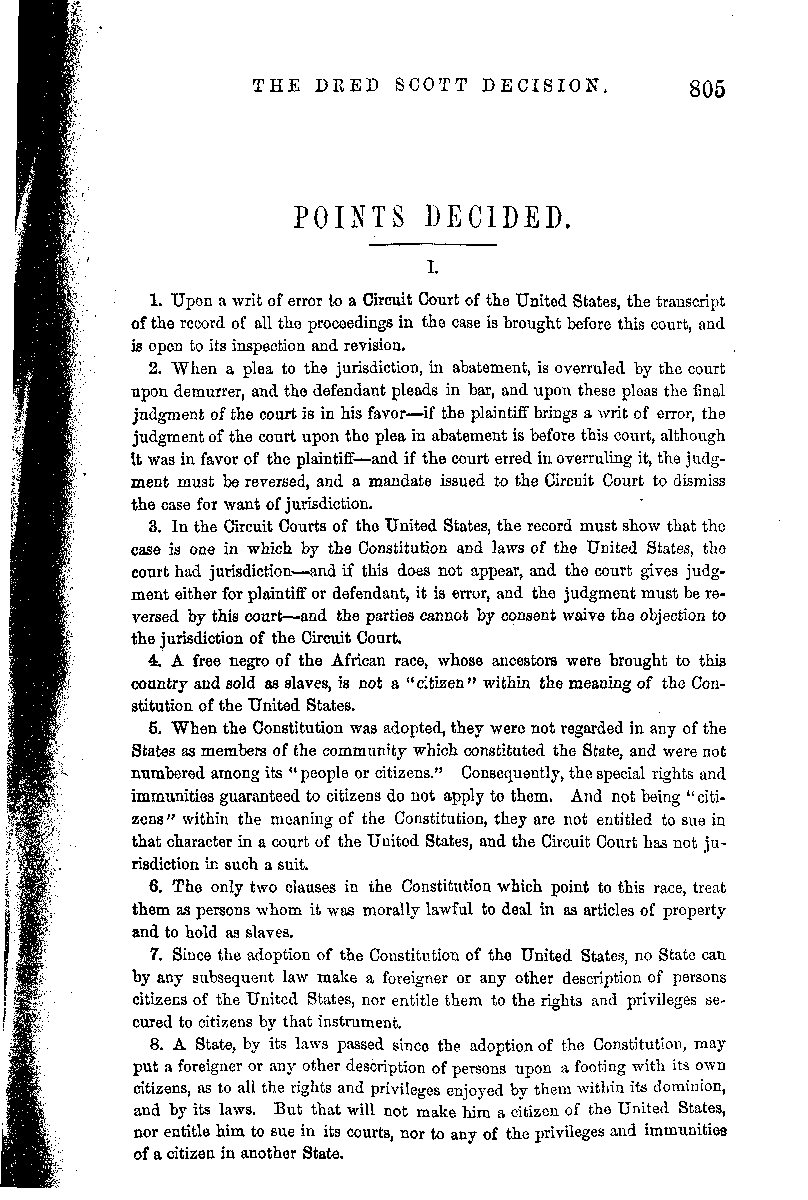 THE DRED SCOTT DECISION. 805
POINTS DECIDED.
I.
1. Upon a writ of error to a Circuit Court of the United States, the transcript
of the record of all the proceedings in the case is brought before this court, and
is open to its inspection and revision.
2. When a plea to the jurisdiction, in abatement, is overruled by the court
upon demurrer, and the defendant pleads in bar, and upon these pleas the final
judgment of the court is in his favor—if the plaintiff brings a writ of error, the
judgment of the court upon the plea in abatement is before this court, although
it was in favor of the plaintiff—and if the court erred in overruling it, the judg-
ment must be reversed, and a mandate issued to the Circuit Court to dismiss
the case for want of jurisdiction.
3. In the Circuit Courts of the United States, the record must show that the
case is one in which by the Constitution and laws of the United States, the
court had jurisdiction—and if this does not appear, and the court gives judg-
ment either for plaintiff or defendant, it is error, and the judgment must be re-
versed by this court—and the parties cannot by consent waive the objection to
the jurisdiction of the Circuit Court.
4. A free negro of the African race, whose ancestors were brought to this
country and sold as slaves, is not a "citizen" within the meaning of the Con-
stitution of the United States.
5. When the Constitution was adopted, they were not regarded in any of the
States as members of the community which constituted the State, and were not
numbered among its "people or citizens." Consequently, the special rights and
immunities guaranteed to citizens do not apply to them. And not being "citi-
zens" within the meaning of the Constitution, they are not entitled to sue in
that character in a court of the United States, and the Circuit Court has not ju-
risdiction in such a suit.
6. The only two clauses in the Constitution which point to this race, treat
them as persons whom it was morally lawful to deal in as articles of property
and to hold as slaves.
7. Since the adoption of the Constitution of the United States, no State can
by any subsequent law make a foreigner or any other description of persons
citizens of the United States, nor entitle them to the rights and privileges se-
cured to citizens by that instrument.
8. A State, by its laws passed since the adoption of the Constitution, may
put a foreigner or any other description of persons upon a footing with its own
citizens, as to all the rights and privileges enjoyed by them within its dominion,
and by its laws. But that will not make him a citizen of the United States,
nor entitle him to sue in its courts, nor to any of the privileges and immunities
of a citizen in another State.